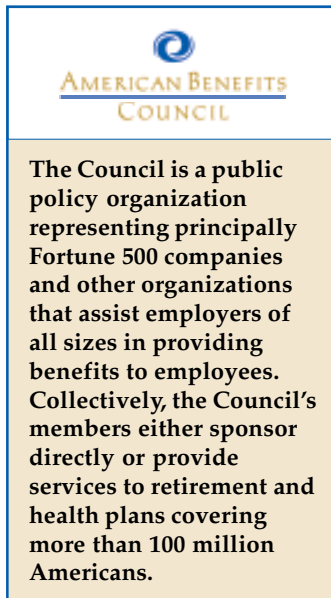 AMERICAN BENEFITS
COUNCIL
The Council is a public
policy organization
representing principally
Fortune 500 companies
and other organizations
that assist employers of
all sizes in providing
benefits to employees.
Collectively, the Council’s
members either sponsor
directly or provide
services to retirement and
health plans covering
more than 100 million
Americans.